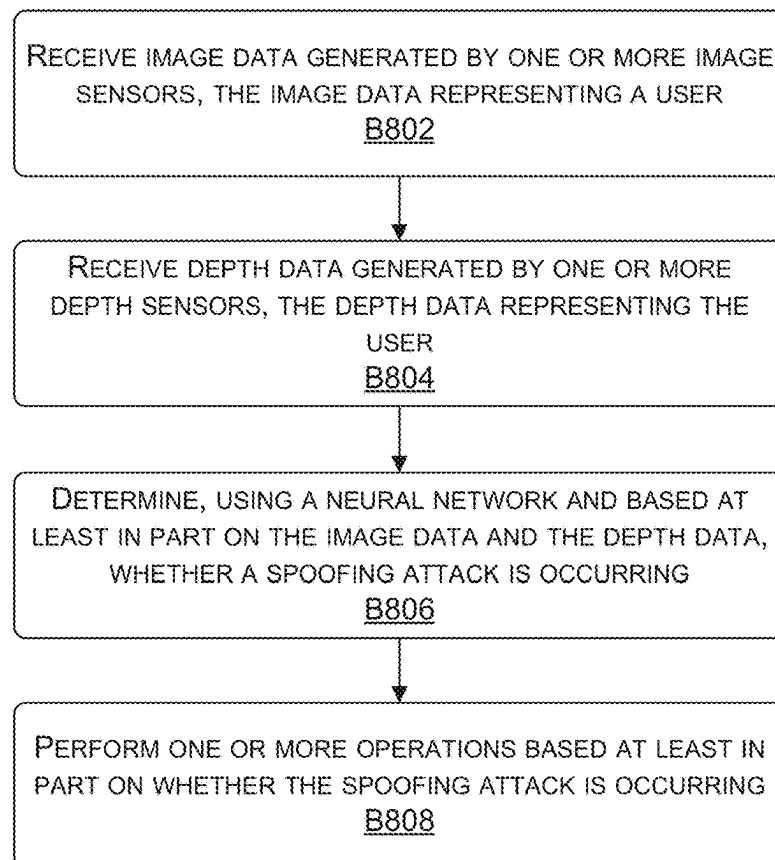 RECEIVE IMAGE DATA GENERATED BY ONE OR MORE IMAGE
SENSORS, THE IMAGE DATA REPRESENTING A USER
B802
RECEIVE DEPTH DATA GENERATED BY ONE OR MORE
DEPTH SENSORS, THE DEPTH DATA REPRESENTING THE
USER
B804
DETERMINE, USING A NEURAL NETWORK AND BASED AT
LEAST IN PART ON THE IMAGE DATA AND THE DEPTH DATA,
WHETHER A SPOOFING ATTACK IS OCCURRING
B806
PERFORM ONE OR MORE OPERATIONS BASED AT LEAST IN
PART ON WHETHER THE SPOOFING ATTACK IS OCCURRING
B808